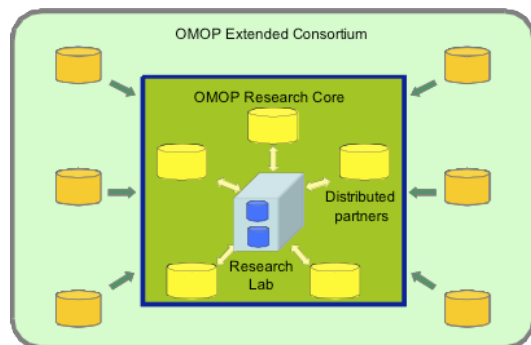 OMOP Extended Consortium
OMOP Research Core
Distributed
partners
Research
Lab